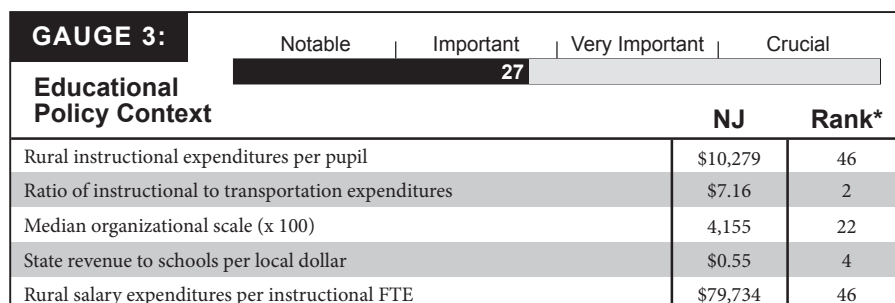 GAUGE 3:
Notable | Important | Very Important | Crucial
27
Educational
Policy Context
NJ Rank*
Rural instructional expenditures per pupil $10,279 46
Ratio of instructional to transportation expenditures $7.16 2
Median organizational scale (x 100) 4,155 22
State revenue to schools per local dollar $0.55 4
Rural salary expenditures per instructional FTE $79,734 46